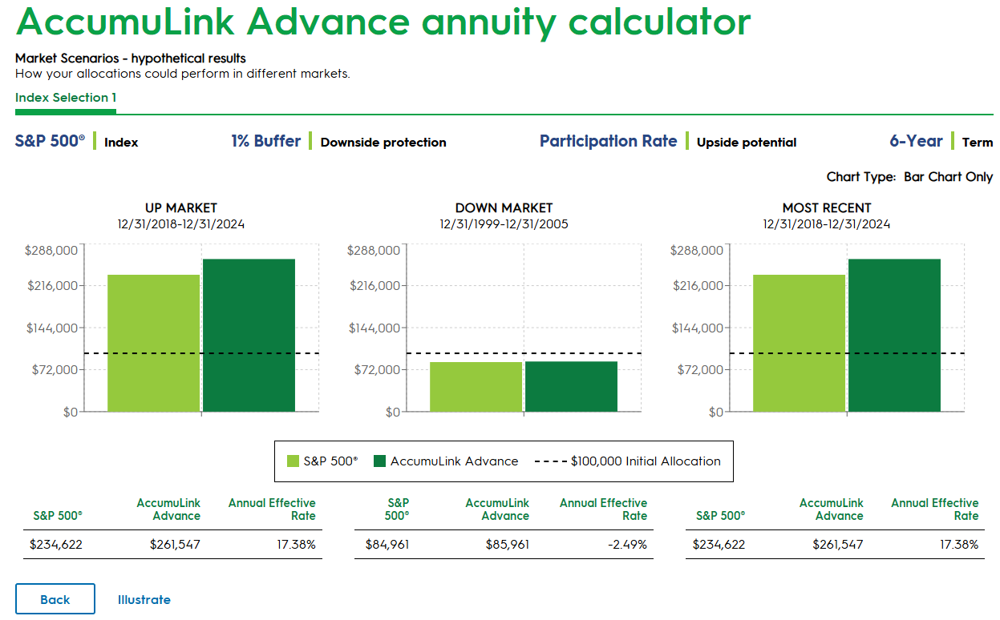 AccumuLink Advance annuity calculator
Market Scenarios - hypothetical results
How your allocations could perform in different markets.
Index Selection 1
S&P 500® Index 1% Buffer Downside protection Participation Rate Upside potential 6-Year Term
Chart Type: Bar Chart Only
UP MARKET
12/31/2018-12/31/2024
$288,000
$216,000
$144,000
$72,000
$0
DOWN MARKET
12/31/1999-12/31/2005
$288,000
$216,000
$144,000
$72,000
$0
MOST RECENT
12/31/2018-12/31/2024
$288,000
$216,000
$144,000
$72,000
$0
S&P 500® AccumuLink Advance $100,000 Initial Allocation
S&P 500® AccumuLink Advance Annual Effective Rate
$234,622 $261,547 17.38%
S&P 500® AccumuLink Advance Annual Effective Rate
$84,961 $85,961 -2.49%
S&P 500® AccumuLink Advance Annual Effective Rate
$234,622 $261,547 17.38%
Back Illustrate